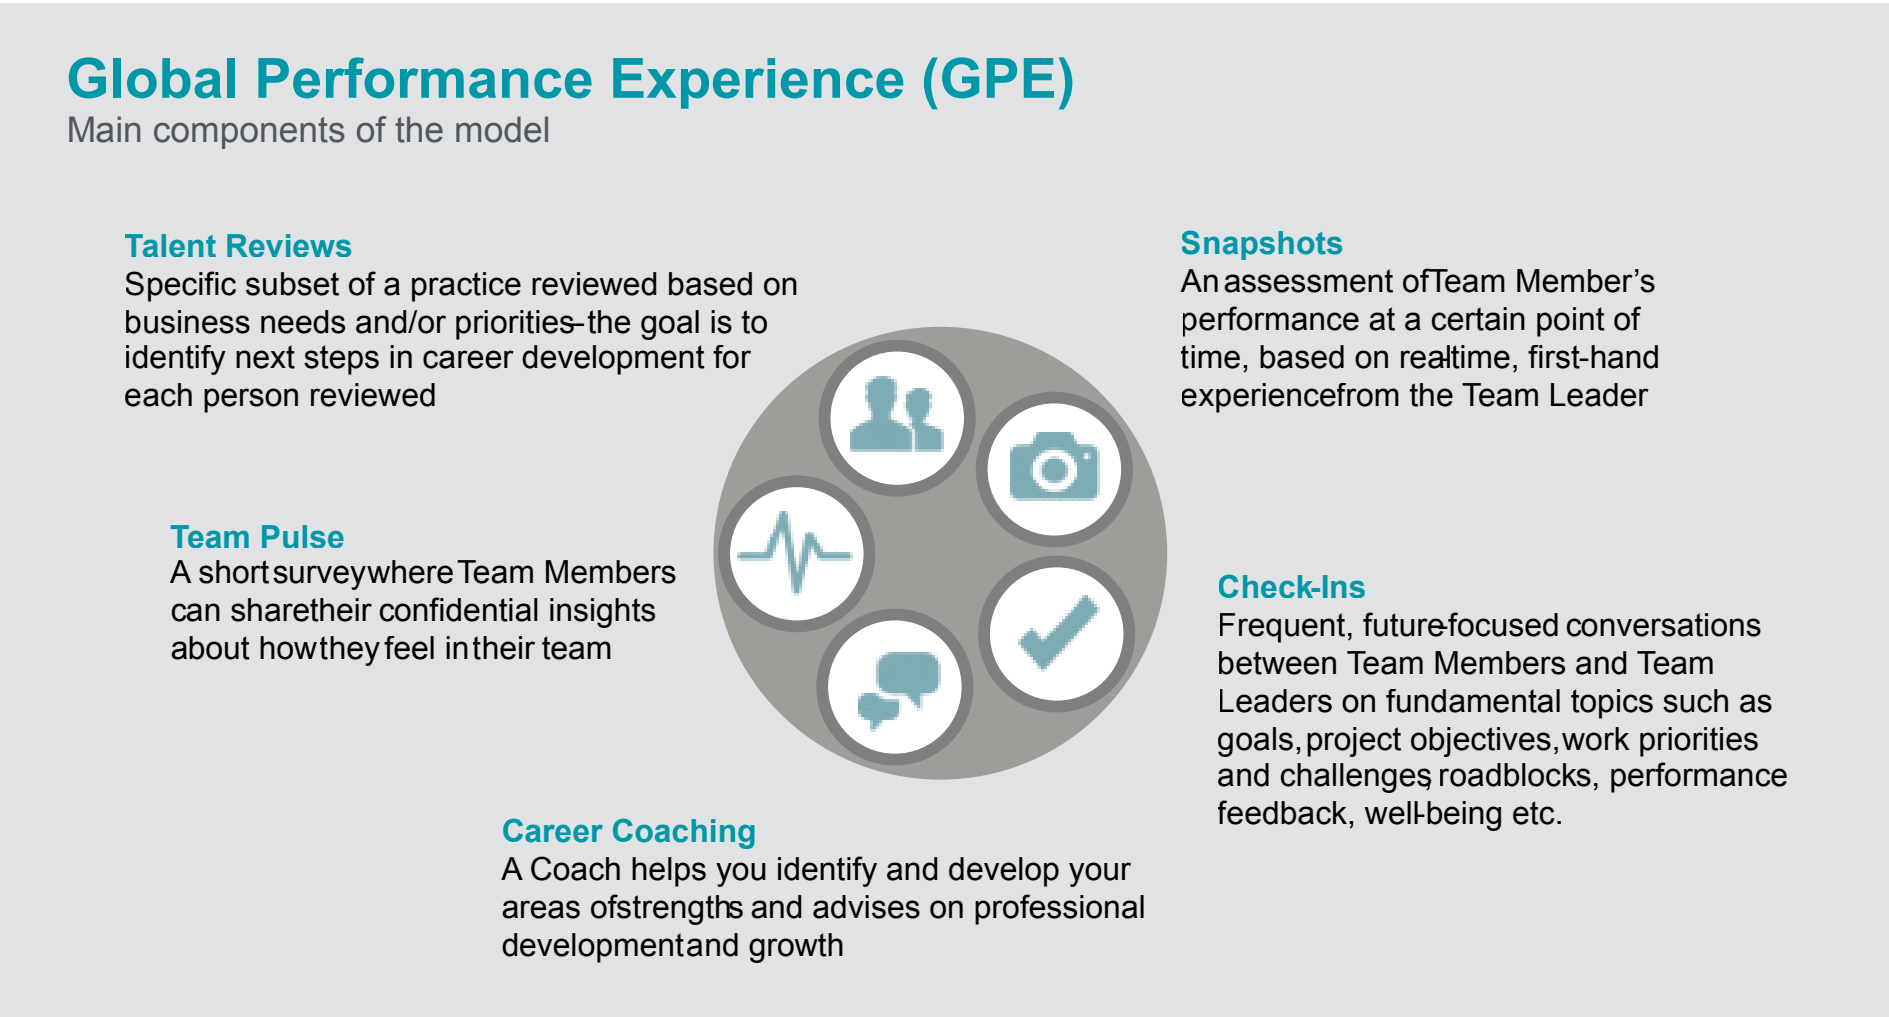 Global Performance Experience (GPE)
Main components of the model
Talent Reviews
Specific subset of a practice reviewed based on
business needs and/or priorities–the goal is to
identify next steps in career development for
each person reviewed
Snapshots
An assessment of Team Member’s
performance at a certain point of
time, based on real-time, first-hand
experience from the Team Leader
Team Pulse
A short survey where Team Members
can share their confidential insights
about how they feel in their team
Check-Ins
Frequent, future-focused conversations
between Team Members and Team
Leaders on fundamental topics such as
goals, project objectives, work priorities
and challenges, roadblocks, performance
feedback, well-being etc.
Career Coaching
A Coach helps you identify and develop your
areas of strengths and advises on professional
development and growth